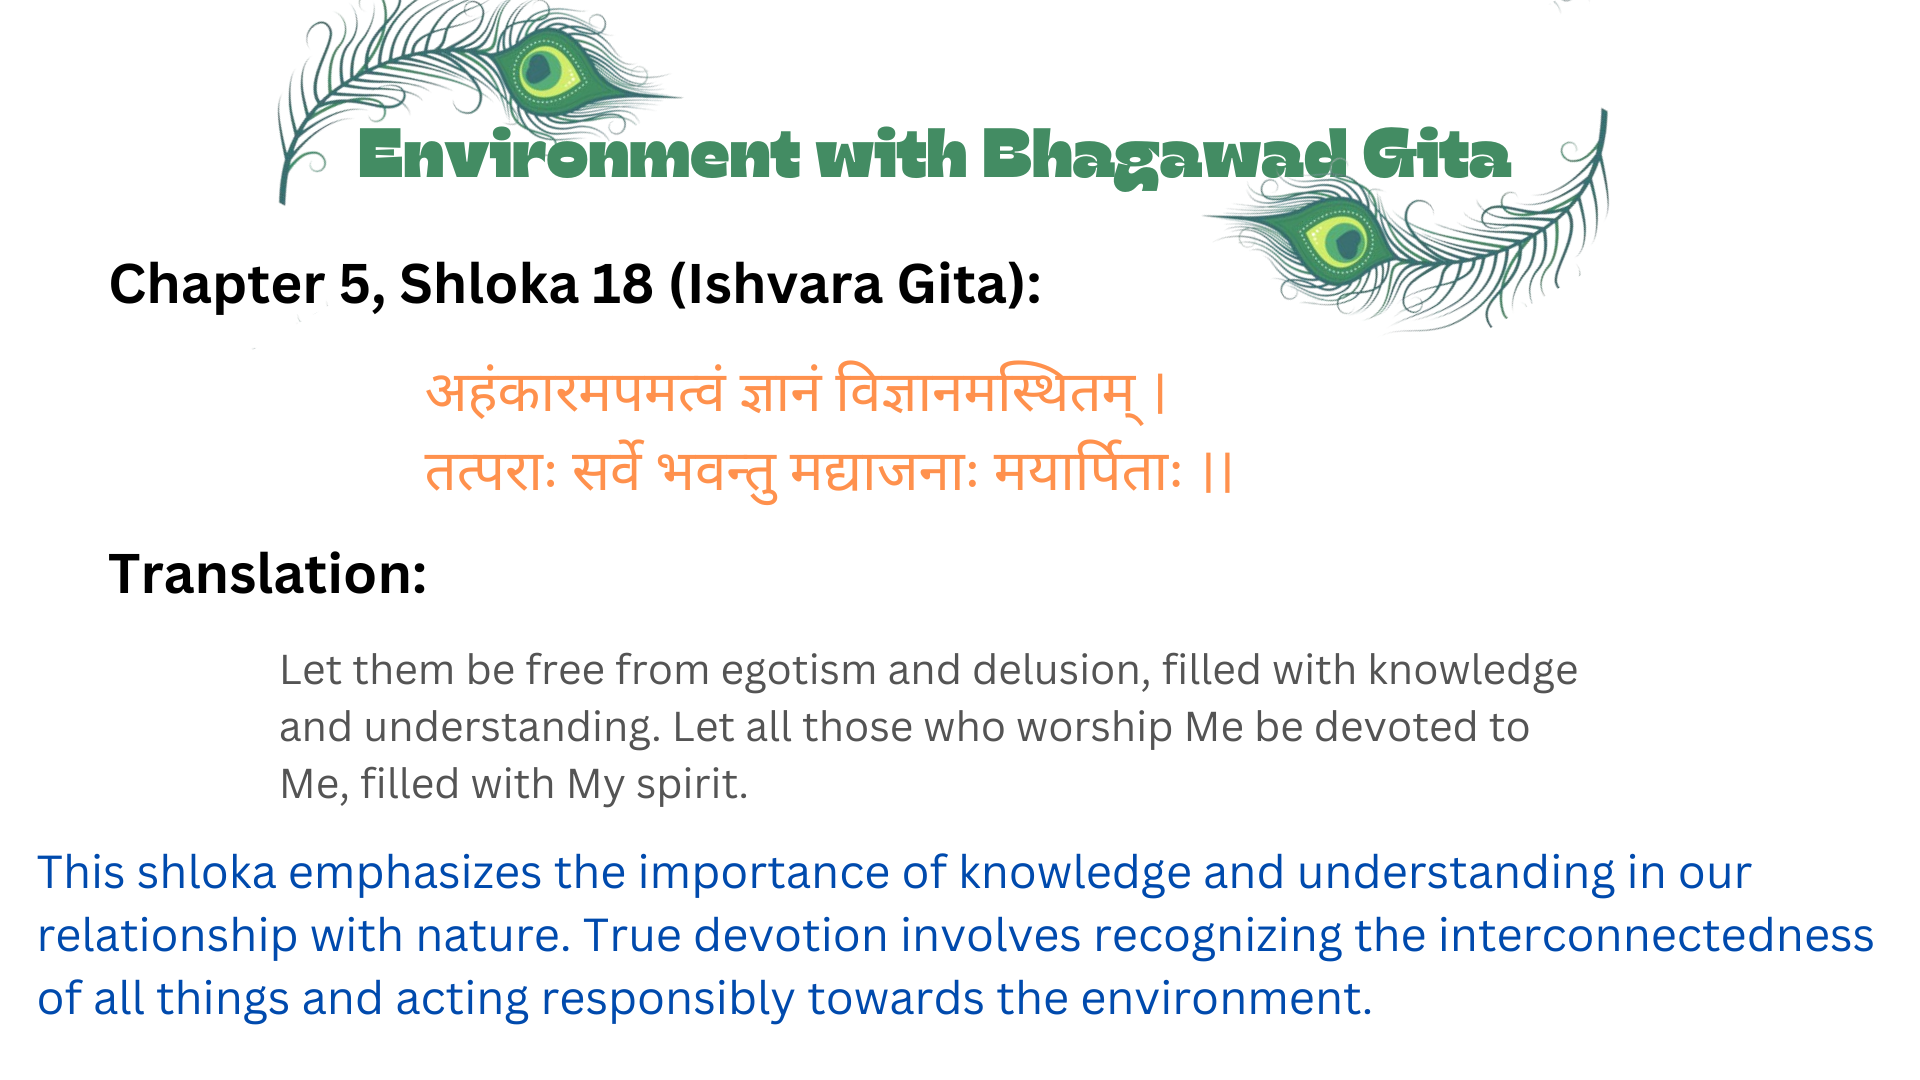 Environment with Bhagawad Gita
Chapter 5, Shloka 18 (Ishvara Gita):
अहंकारमपमत्वं ज्ञानं विज्ञानमस्थितम् |
तत्पराः सर्वे भवन्तु मद्याजनाः मयार्पिताः ||
Translation:
Let them be free from egotism and delusion, filled with knowledge
and understanding. Let all those who worship Me be devoted to
Me, filled with My spirit.
This shloka emphasizes the importance of knowledge and understanding in our
relationship with nature. True devotion involves recognizing the interconnectedness
of all things and acting responsibly towards the environment.